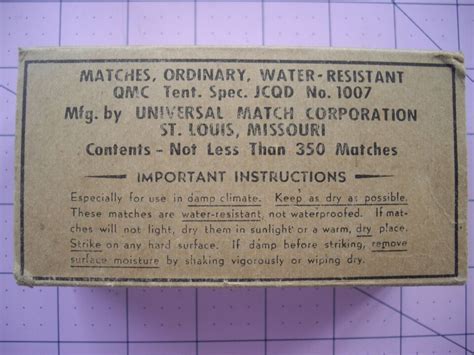 MATCHES, ORDINARY, WATER-RESISTANT
QMC Tent. Spec. JCQD No. 1007
Mfg. by UNIVERSAL MATCH CORPORATION
ST. LOUIS, MISSOURI
Contents - Not Less Than 350 Matches
IMPORTANT INSTRUCTIONS
Especially for use in damp climate. Keep as dry as possible.
These matches are water-resistant, not waterproofed. If mat-
ches will not light, dry them in sunlight or a warm, dry place.
Strike on any hard surface. If damp before striking, remove
surface moisture by shaking vigorously or wiping dry.